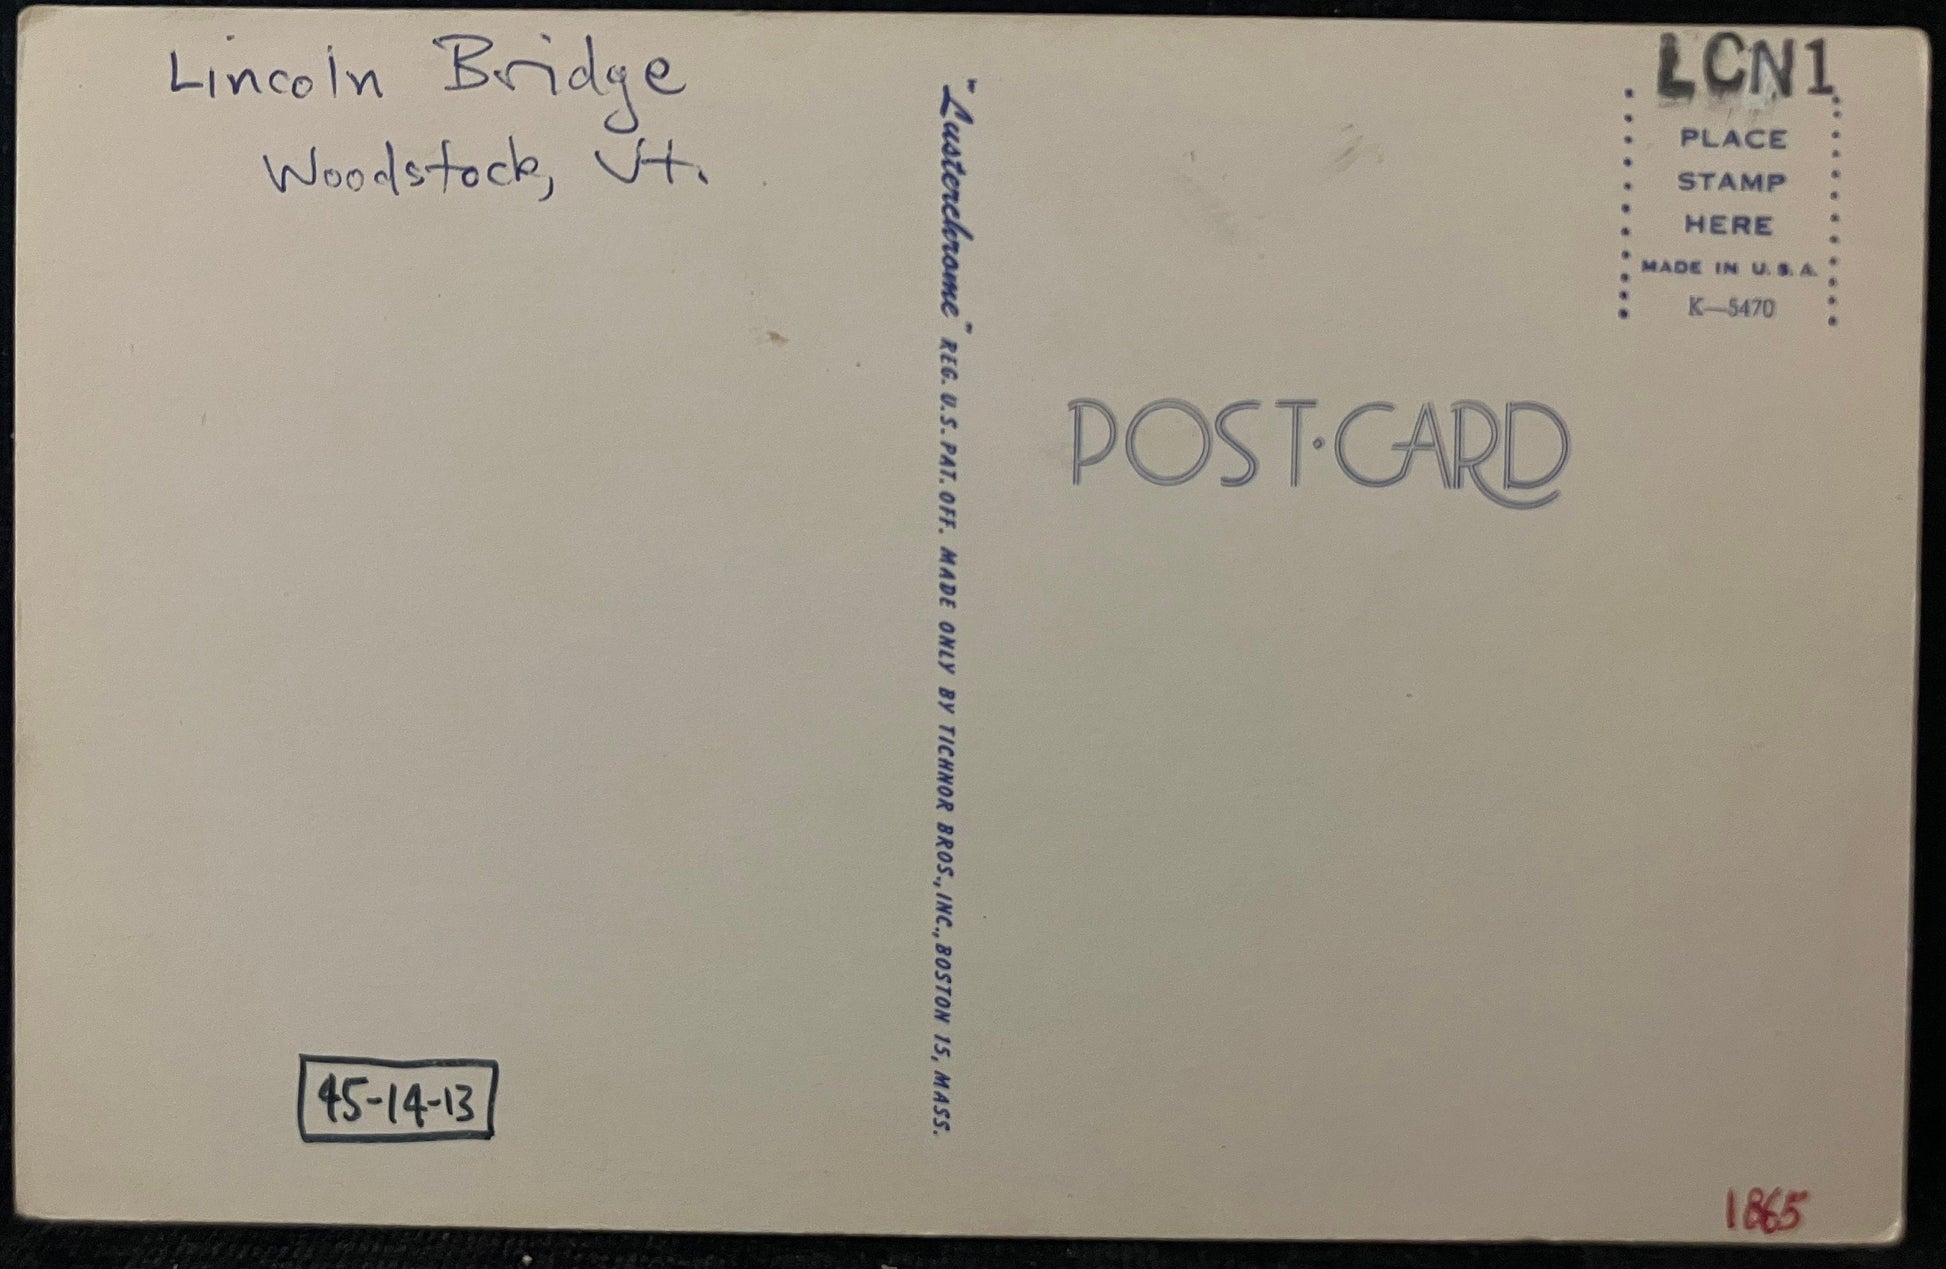 Lincoln Bridge
Woodstock, Vt.
45-14-13
"Lusterchrome" REG. U.S. PAT. OFF. MADE ONLY BY TICHNOR BROS., INC., BOSTON 15, MASS.
LCN1
PLACE
STAMP
HERE
MADE IN U.S.A.
K—5470
POST·CARD
1865